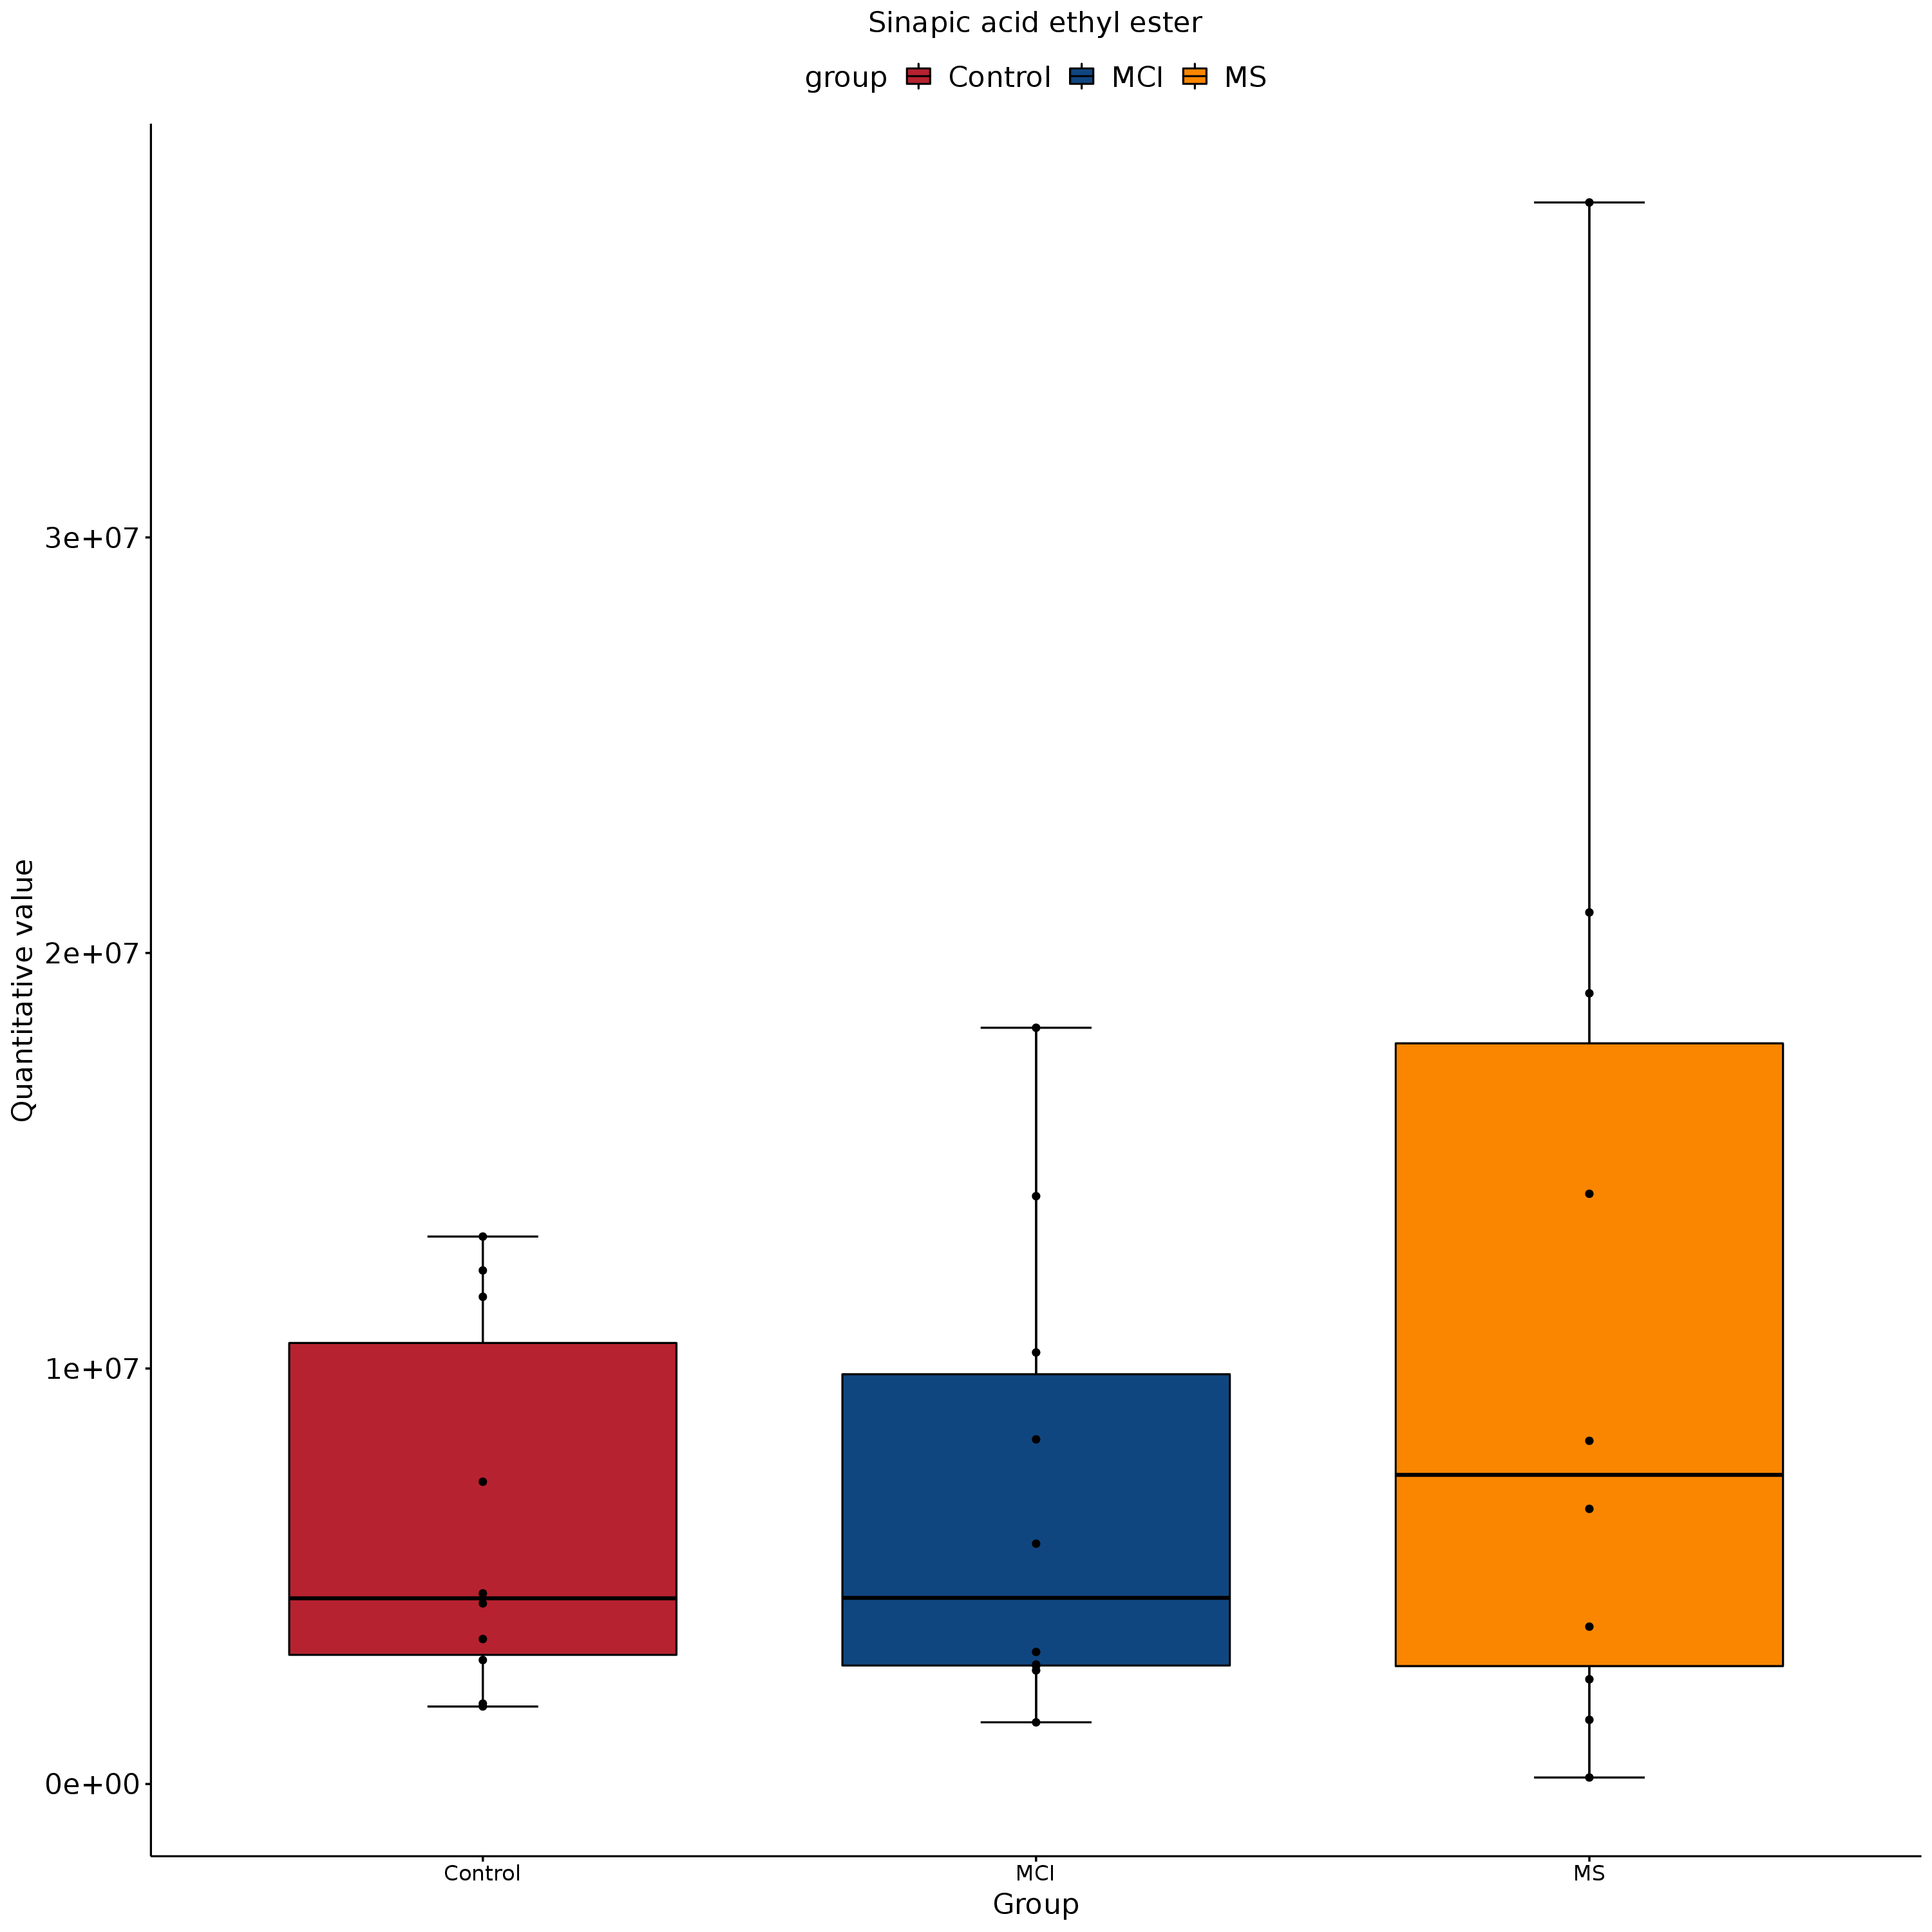 Sinapic acid ethyl ester
group Control MCI MS
Quantitative value
3e+07
2e+07
1e+07
0e+00
Control MCI MS
Group